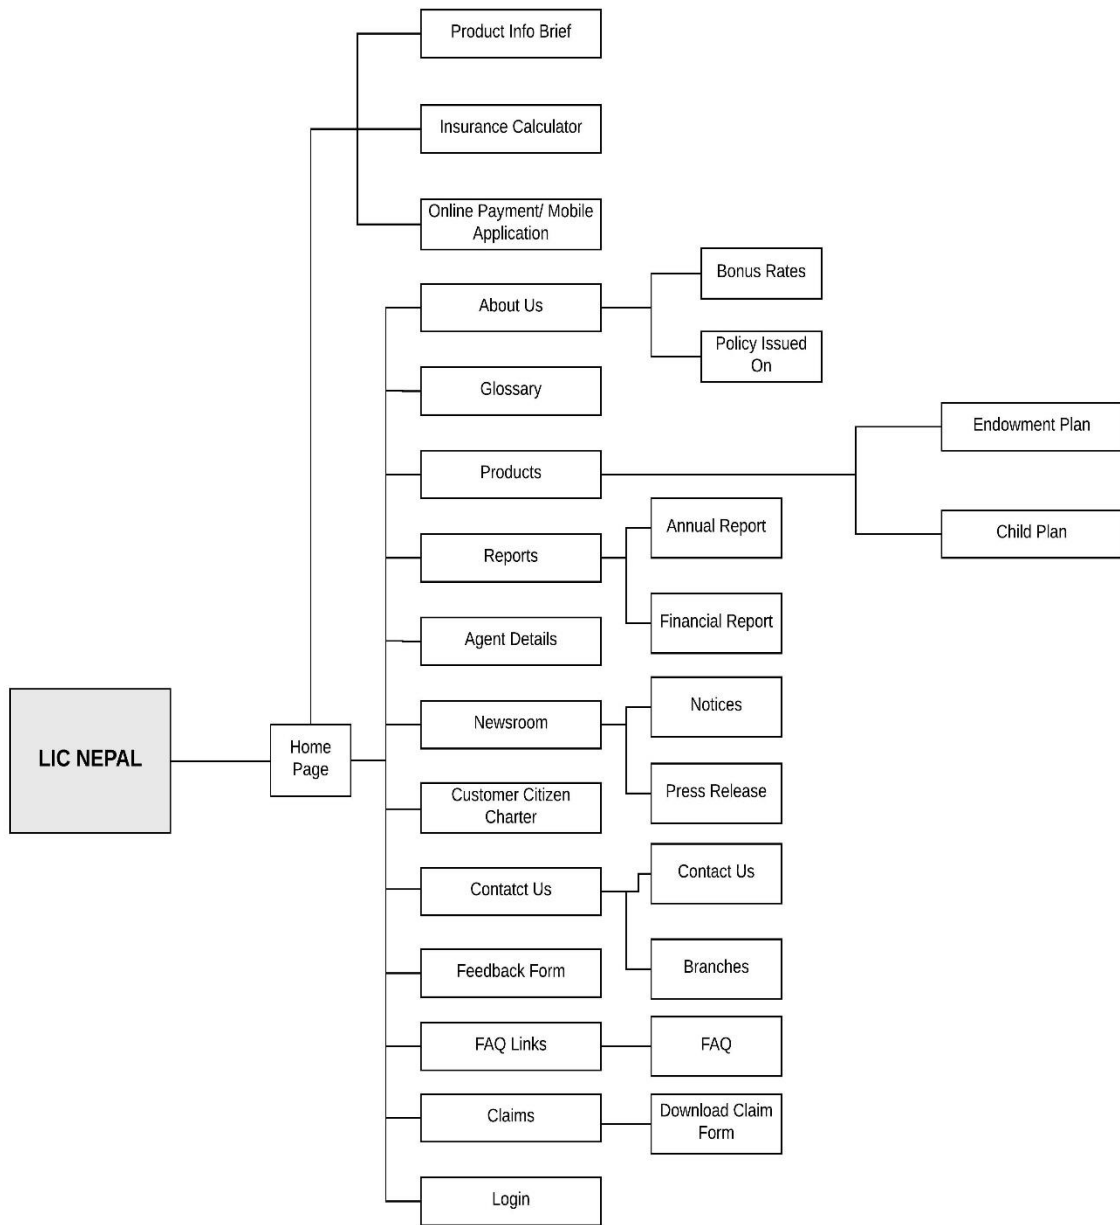 Product Info Brief
Insurance Calculator
Online Payment/ Mobile
Application
About Us
Bonus Rates
Policy Issued
On
Glossary
Products
Endowment Plan
Child Plan
Reports
Annual Report
Financial Report
Agent Details
LIC NEPAL
Home
Page
Newsroom
Notices
Press Release
Customer Citizen
Charter
Contatct Us
Contact Us
Branches
Feedback Form
FAQ Links
FAQ
Claims
Download Claim
Form
Login